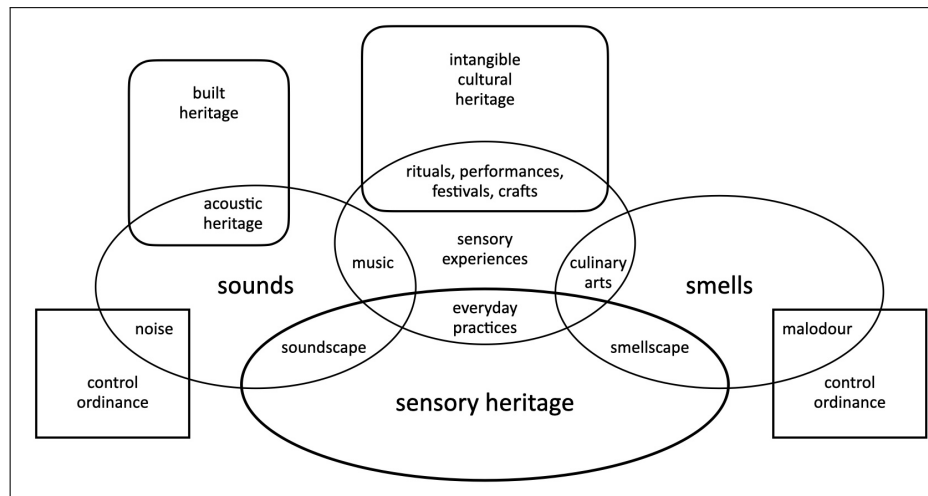 intangible
cultural
heritage
built
heritage
rituals, performances,
festivals, crafts
acoustic
heritage
sensory
experiences
music
culinary
arts
sounds
smells
everyday
practices
noise
malodour
soundscape
smellscape
control
ordinance
control
ordinance
sensory heritage